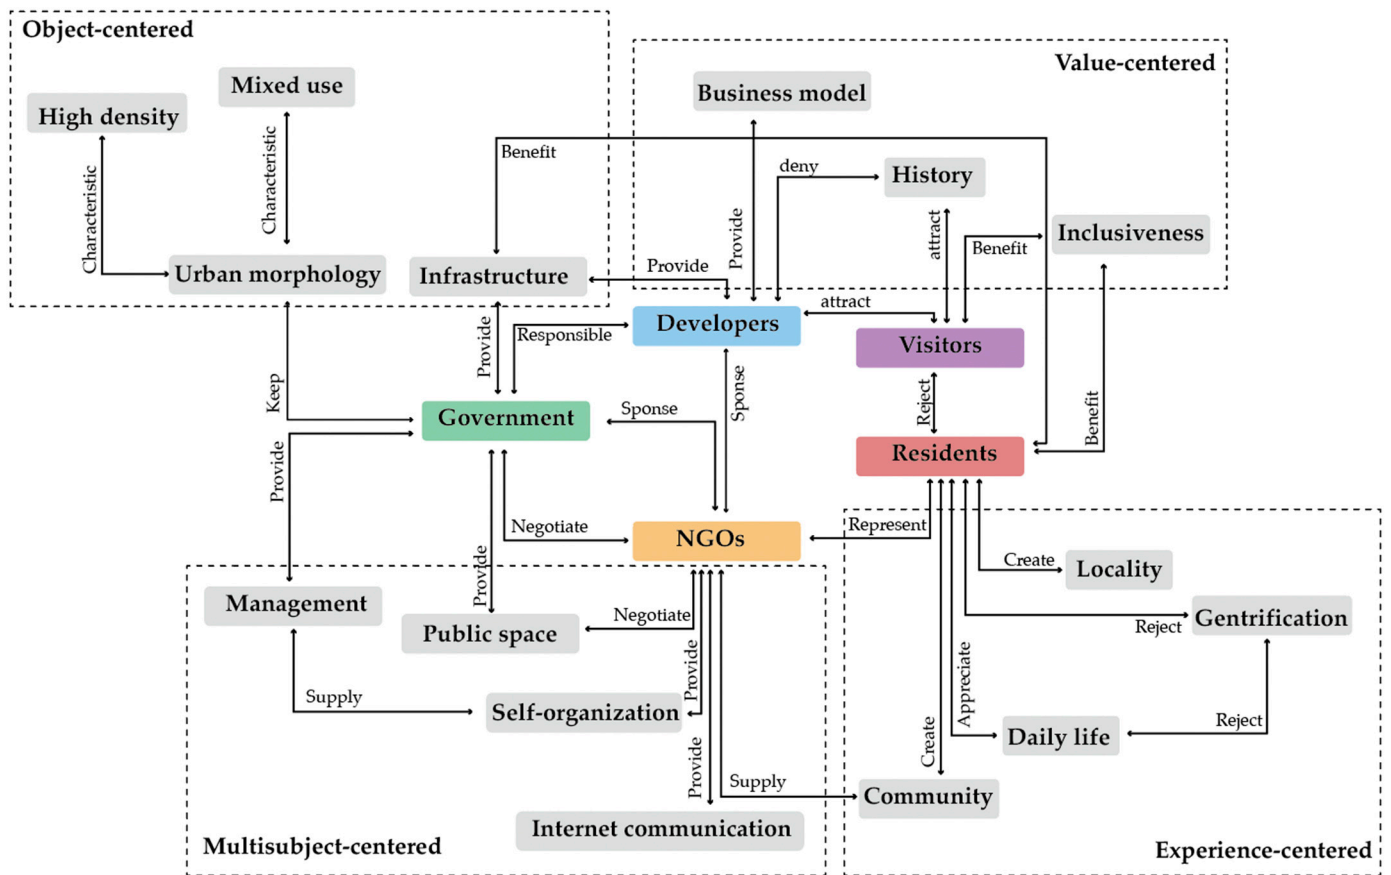 Object-centered
Value-centered
Mixed use
Business model
High density
Characteristic
Characteristic
Benefit
deny
History
Provide
attract
Benefit
Inclusiveness
Urban morphology
Infrastructure
Provide
Developers
attract
Provide
Responsible
Visitors
Keep
Sponse
Reject
Benefit
Government
Sponse
Residents
Provide
Negotiate
NGOs
Represent
Provide
Create
Locality
Management
Public space
Negotiate
Gentrification
Reject
Provide
Appreciate
Supply
Self-organization
Reject
Daily life
Create
Provide
Supply
Community
Internet communication
Multisubject-centered
Experience-centered